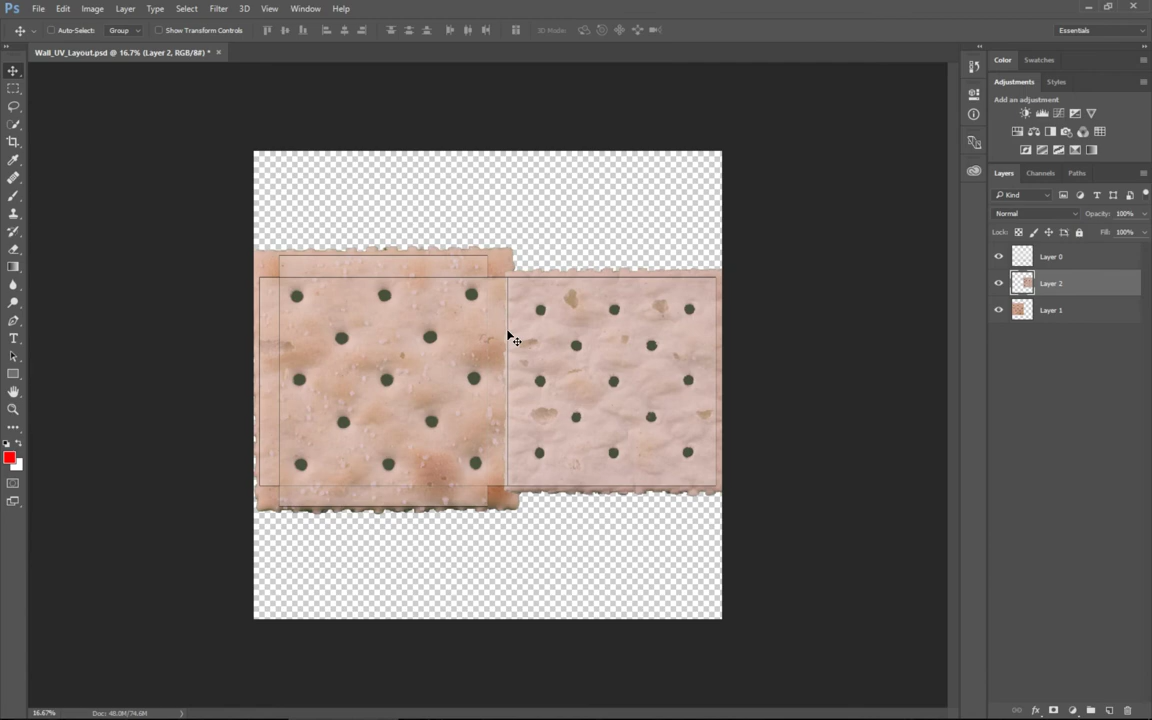 Ps File Edit Image Layer Type Select Filter 3D View Window Help
Auto-Select: Group Show Transform Controls 3D Mode: Essentials
Wall_UV_Layout.psd @ 16.7% (Layer 2, RGB/8#) * ×
Color Swatches
Adjustments Styles
Add an adjustment
Layers Channels Paths
Kind
Normal Opacity: 100%
Lock: Fill: 100%
Layer 0
Layer 2
Layer 1
16.67% Doc: 48.0M/74.6M
fx